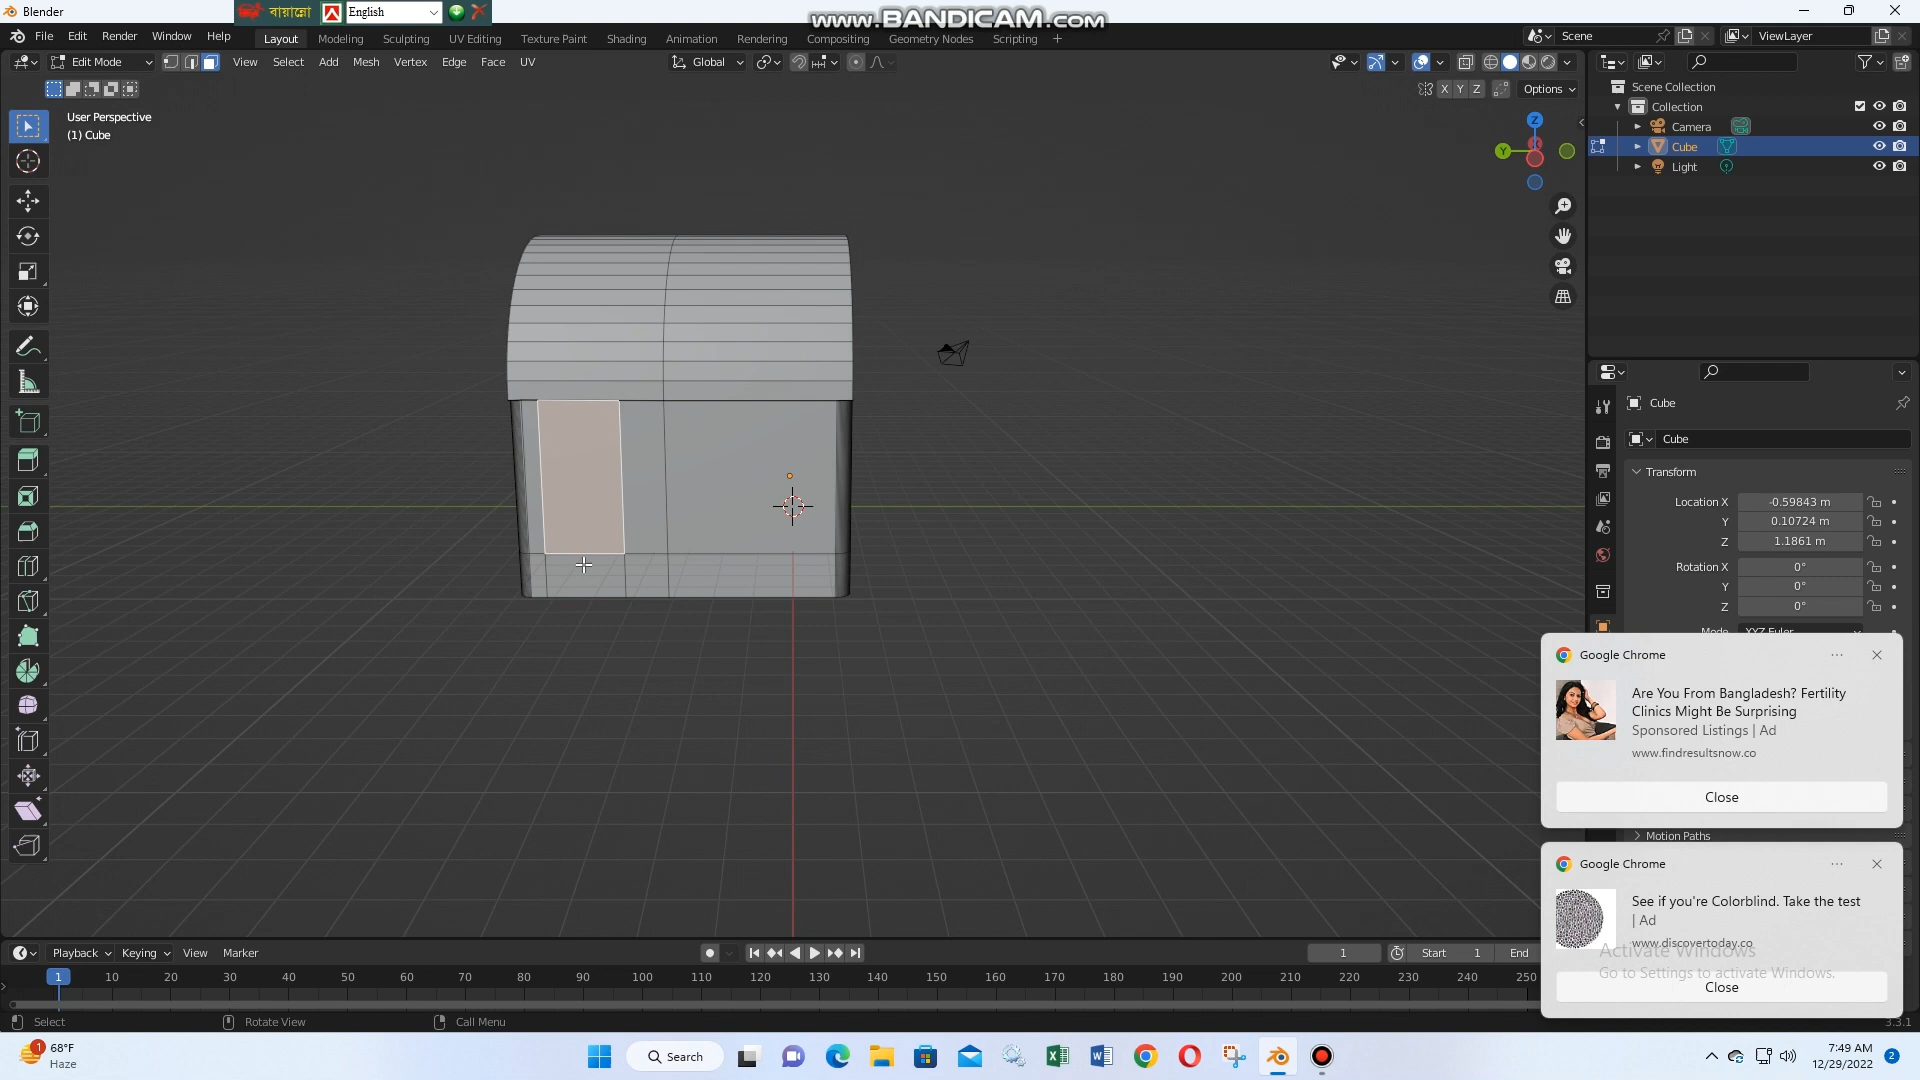 Blender
বায়ান্নো
English
www.BANDICAM.com
File Edit Render Window Help
Layout Modeling Sculpting UV Editing Texture Paint Shading Animation Rendering Compositing Geometry Nodes Scripting +
Scene
ViewLayer
Edit Mode
View Select Add Mesh Vertex Edge Face UV
Global
X Y Z
Options
User Perspective
(1) Cube
Z
Y
Scene Collection
Collection
Camera
Cube
Light
Cube
Cube
Transform
Location X -0.59843 m
Y 0.10724 m
Z 1.1861 m
Rotation X 0°
Y 0°
Z 0°
Mode XYZ Euler
Google Chrome
Are You From Bangladesh? Fertility
Clinics Might Be Surprising
Sponsored Listings | Ad
www.findresultsnow.co
Close
Motion Paths
Google Chrome
See if you're Colorblind. Take the test
| Ad
www.discovertoday.co
Activate Windows
Go to Settings to activate Windows.
Close
Playback Keying View Marker
1
Start 1
End
1 10 20 30 40 50 60 70 80 90 100 110 120 130 140 150 160 170 180 190 200 210 220 230 240 250
Select
Rotate View
Call Menu
3.3.1
1
68°F
Haze
Search
7:49 AM
12/29/2022
2